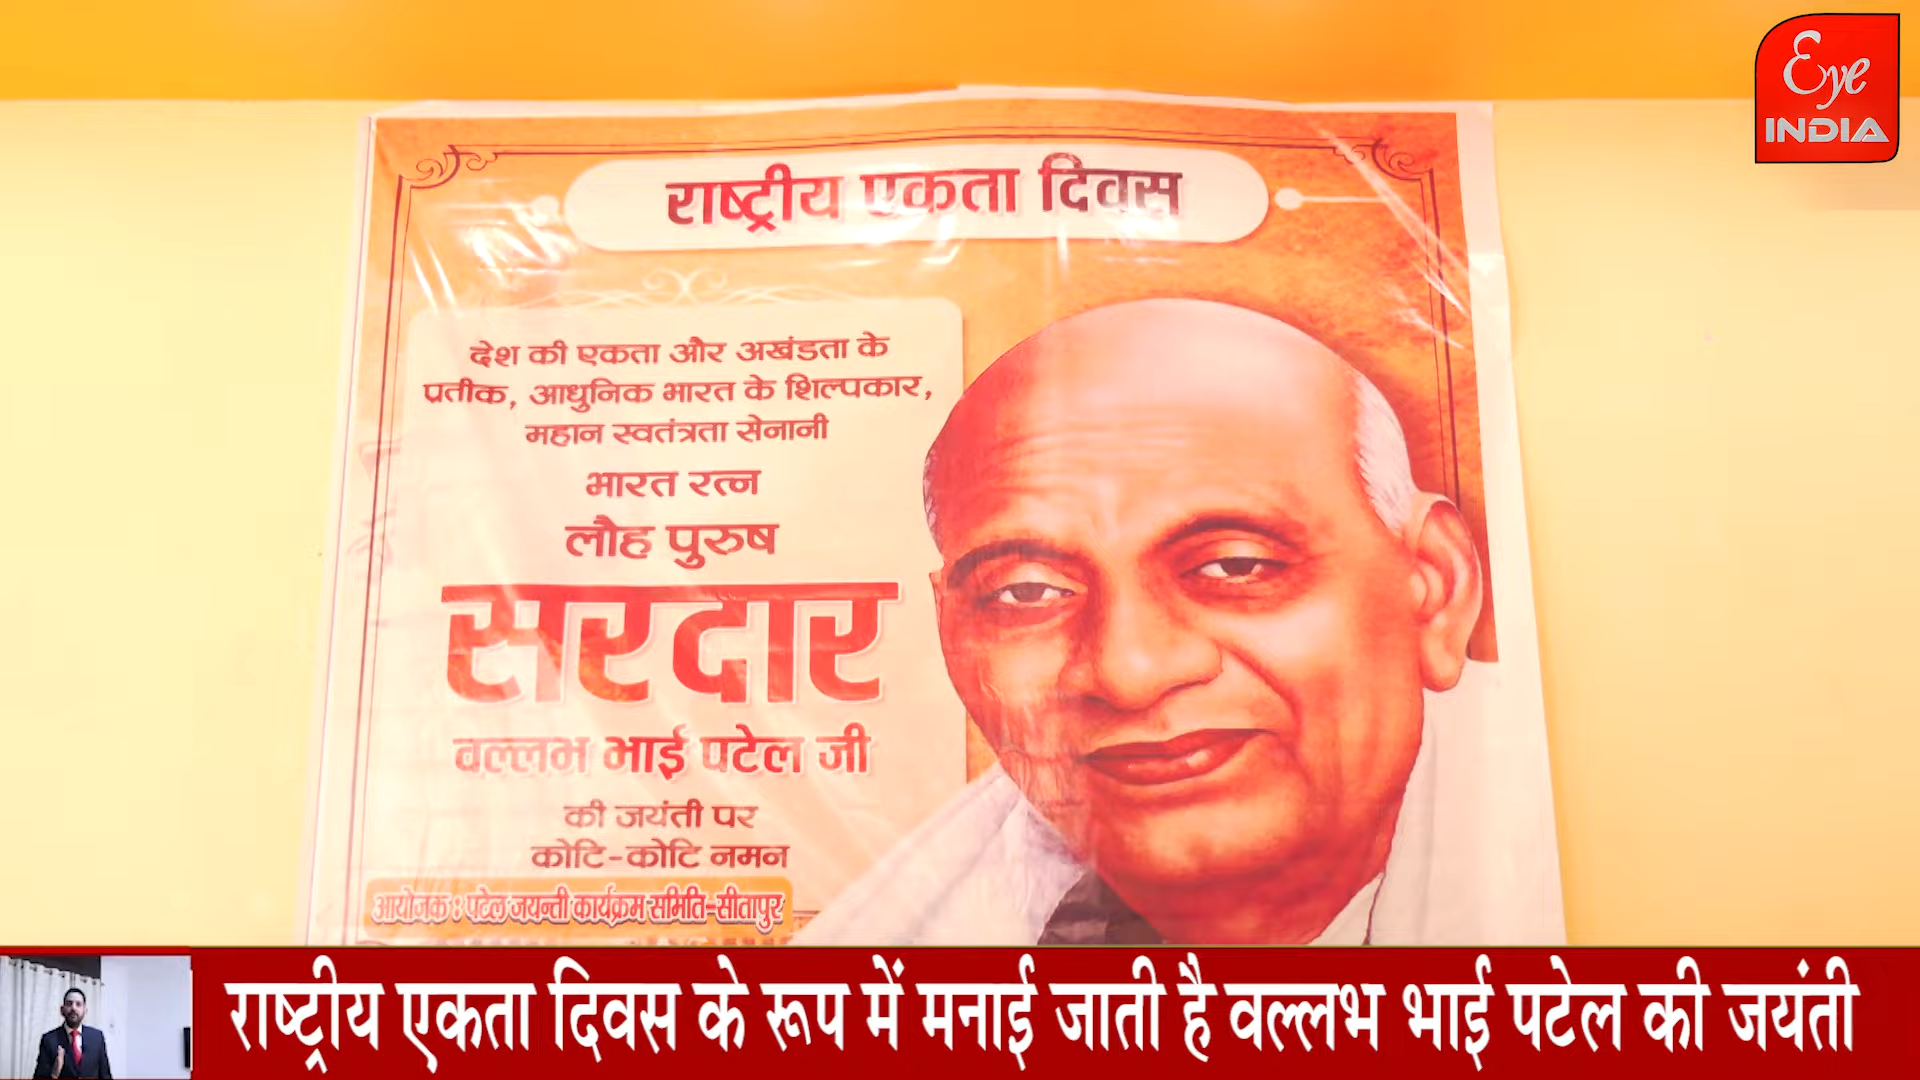 Eye
INDIA
राष्ट्रीय एकता दिवस
देश की एकता और अखंडता के
प्रतीक, आधुनिक भारत के शिल्पकार,
महान स्वतंत्रता सेनानी
भारत रत्न
लौह पुरुष
सरदार
वल्लभ भाई पटेल जी
की जयंती पर
कोटि-कोटि नमन
आयोजक : पटेल जयन्ती कार्यक्रम समिति-सीतापुर
राष्ट्रीय एकता दिवस के रूप में मनाई जाती है वल्लभ भाई पटेल की जयंती